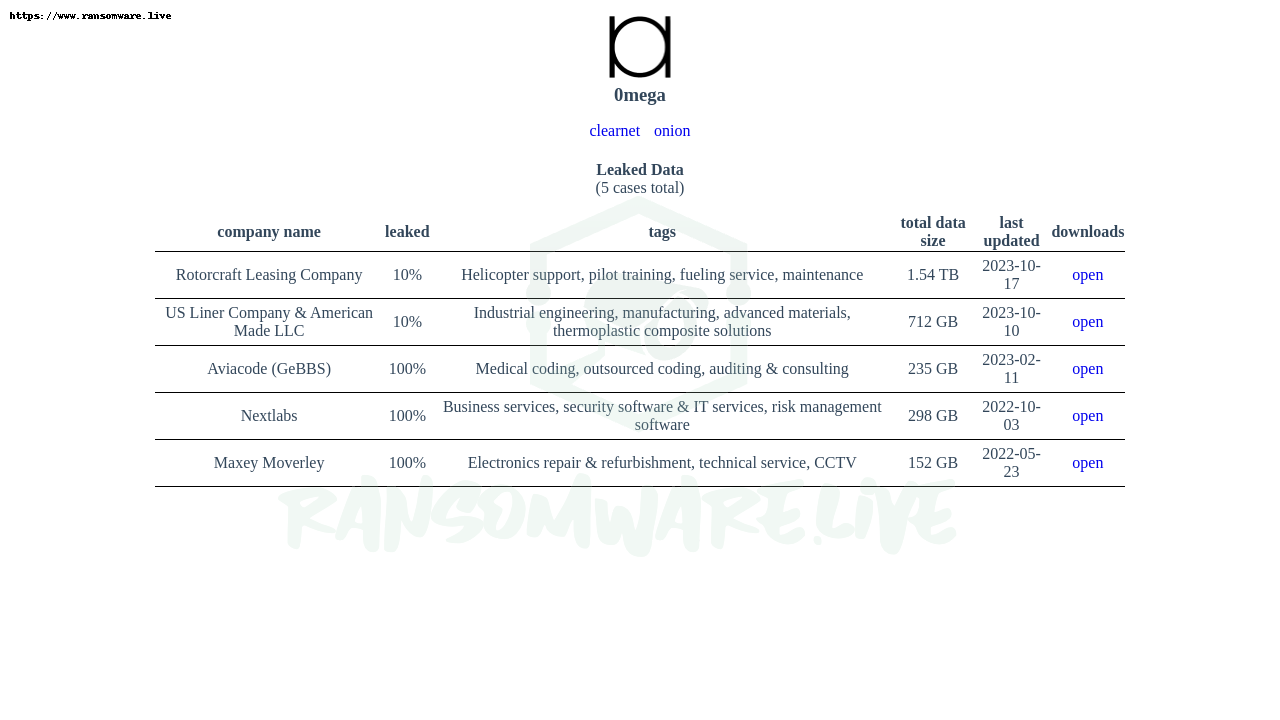 https://www.ransomware.live
0mega
clearnet onion
Leaked Data
(5 cases total)
company name leaked tags total data size last updated downloads
Rotorcraft Leasing Company 10% Helicopter support, pilot training, fueling service, maintenance 1.54 TB 2023-10-17 open
US Liner Company & American Made LLC 10% Industrial engineering, manufacturing, advanced materials, thermoplastic composite solutions 712 GB 2023-10-10 open
Aviacode (GeBBS) 100% Medical coding, outsourced coding, auditing & consulting 235 GB 2023-02-11 open
Nextlabs 100% Business services, security software & IT services, risk management software 298 GB 2022-10-03 open
Maxey Moverley 100% Electronics repair & refurbishment, technical service, CCTV 152 GB 2022-05-23 open
RANSOMWARE.LIVE